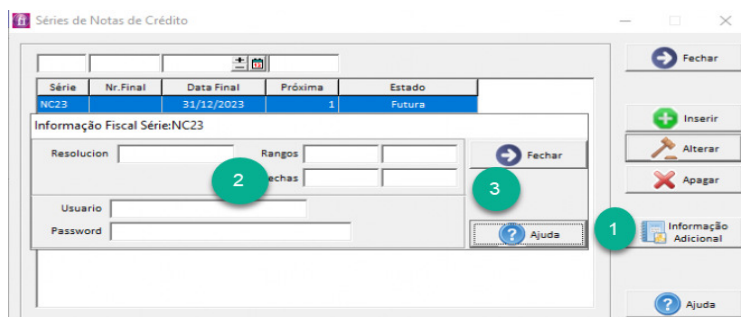 Séries de Notas de Crédito
Fechar
Série Nr.Final Data Final Próxima Estado
NC23 31/12/2023 1 Futura
Inserir
Informação Fiscal Série:NC23
Resolucion Rangos Fechar
Alterar
2 echas 3
Apagar
Usuario
Password Ajuda 1 Informação Adicional
Ajuda